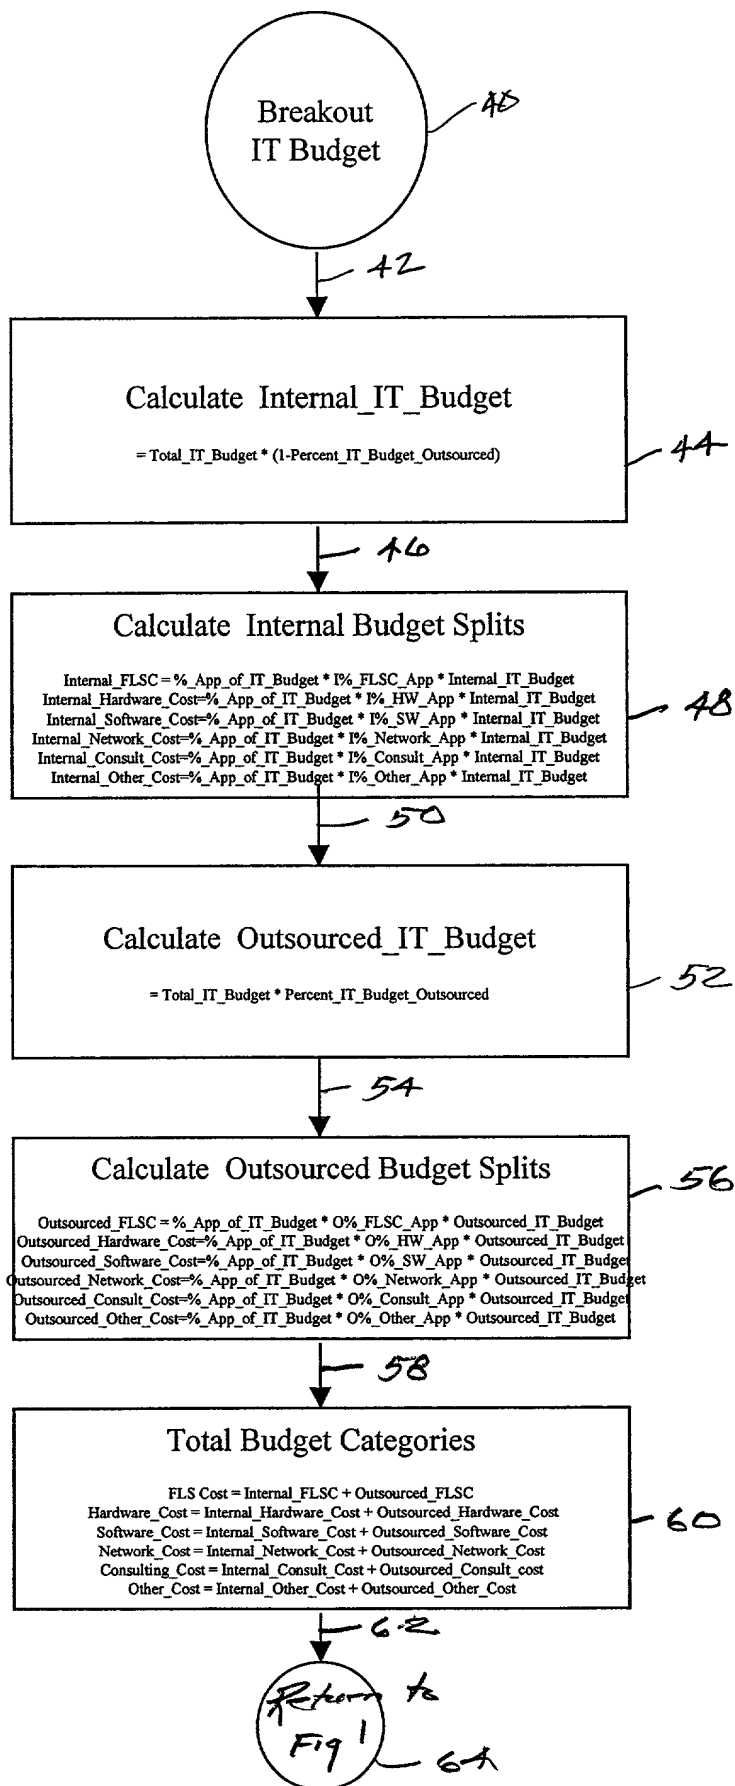 Breakout
IT Budget
40
42
Calculate Internal_IT_Budget
= Total_IT_Budget * (1-Percent_IT_Budget_Outsourced)
44
46
Calculate Internal Budget Splits
Internal_FLSC = %_App_of_IT_Budget * I%_FLSC_App * Internal_IT_Budget
Internal_Hardware_Cost=%_App_of_IT_Budget * I%_HW_App * Internal_IT_Budget
Internal_Software_Cost=%_App_of_IT_Budget * I%_SW_App * Internal_IT_Budget
Internal_Network_Cost=%_App_of_IT_Budget * I%_Network_App * Internal_IT_Budget
Internal_Consult_Cost=%_App_of_IT_Budget * I%_Consult_App * Internal_IT_Budget
Internal_Other_Cost=%_App_of_IT_Budget * I%_Other_App * Internal_IT_Budget
48
50
Calculate Outsourced_IT_Budget
= Total_IT_Budget * Percent_IT_Budget_Outsourced
52
54
Calculate Outsourced Budget Splits
56
Outsourced_FLSC = %_App_of_IT_Budget * O%_FLSC_App * Outsourced_IT_Budget
Outsourced_Hardware_Cost=%_App_of_IT_Budget * O%_HW_App * Outsourced_IT_Budget
Outsourced_Software_Cost=%_App_of_IT_Budget * O%_SW_App * Outsourced_IT_Budget
Outsourced_Network_Cost=%_App_of_IT_Budget * O%_Network_App * Outsourced_IT_Budget
Outsourced_Consult_Cost=%_App_of_IT_Budget * O%_Consult_App * Outsourced_IT_Budget
Outsourced_Other_Cost=%_App_of_IT_Budget * O%_Other_App * Outsourced_IT_Budget
58
Total Budget Categories
FLS Cost = Internal_FLSC + Outsourced_FLSC
Hardware_Cost = Internal_Hardware_Cost + Outsourced_Hardware_Cost
Software_Cost = Internal_Software_Cost + Outsourced_Software_Cost
Network_Cost = Internal_Network_Cost + Outsourced_Network_Cost
Consulting_Cost = Internal_Consult_Cost + Outsourced_Consult_cost
Other_Cost = Internal_Other_Cost + Outsourced_Other_Cost
60
62
Return to
Fig 1
64